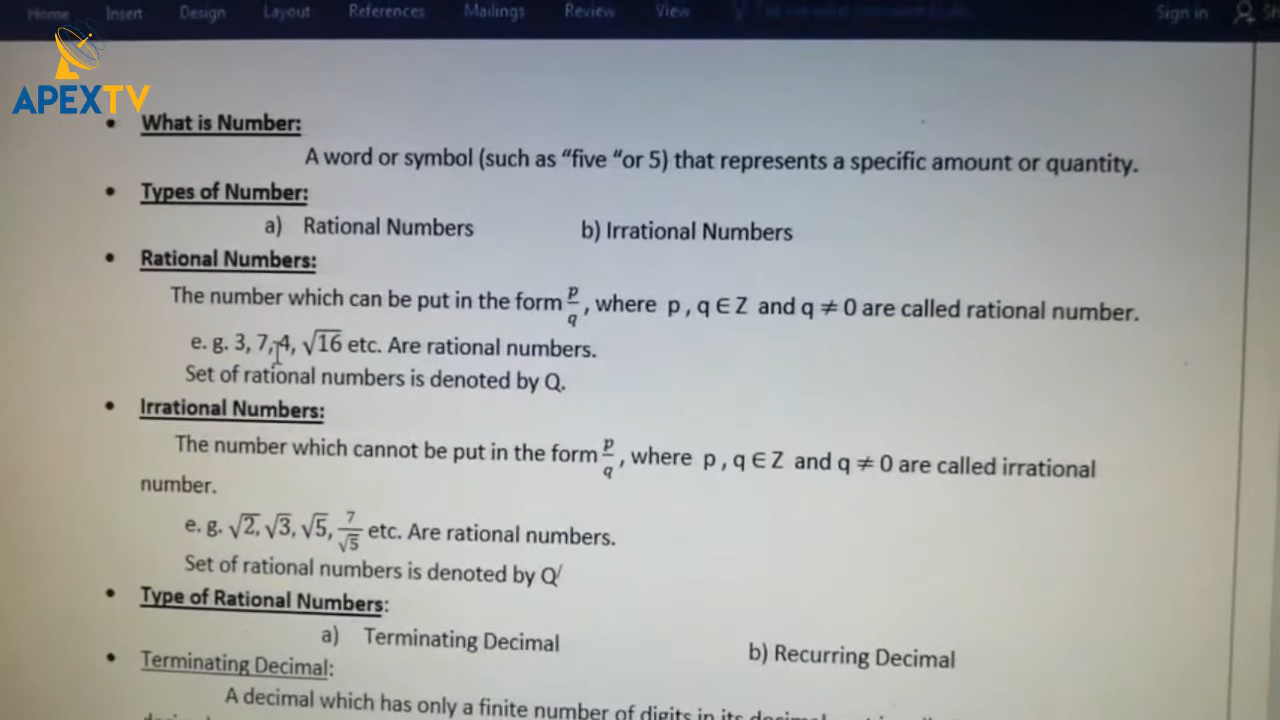 Home Insert Design Layout References Mailings Review View Sign in
APEXTV
• What is Number:
A word or symbol (such as “five “or 5) that represents a specific amount or quantity.
• Types of Number:
a) Rational Numbers b) Irrational Numbers
• Rational Numbers:
The number which can be put in the form p/q, where p , q ∈ Z and q ≠ 0 are called rational number.
e. g. 3, 7, 4, √16 etc. Are rational numbers.
Set of rational numbers is denoted by Q.
• Irrational Numbers:
The number which cannot be put in the form p/q, where p , q ∈ Z and q ≠ 0 are called irrational
number.
e. g. √2, √3, √5, 7/√5 etc. Are rational numbers.
Set of rational numbers is denoted by Q/
• Type of Rational Numbers:
a) Terminating Decimal b) Recurring Decimal
• Terminating Decimal:
A decimal which has only a finite number of digits in its